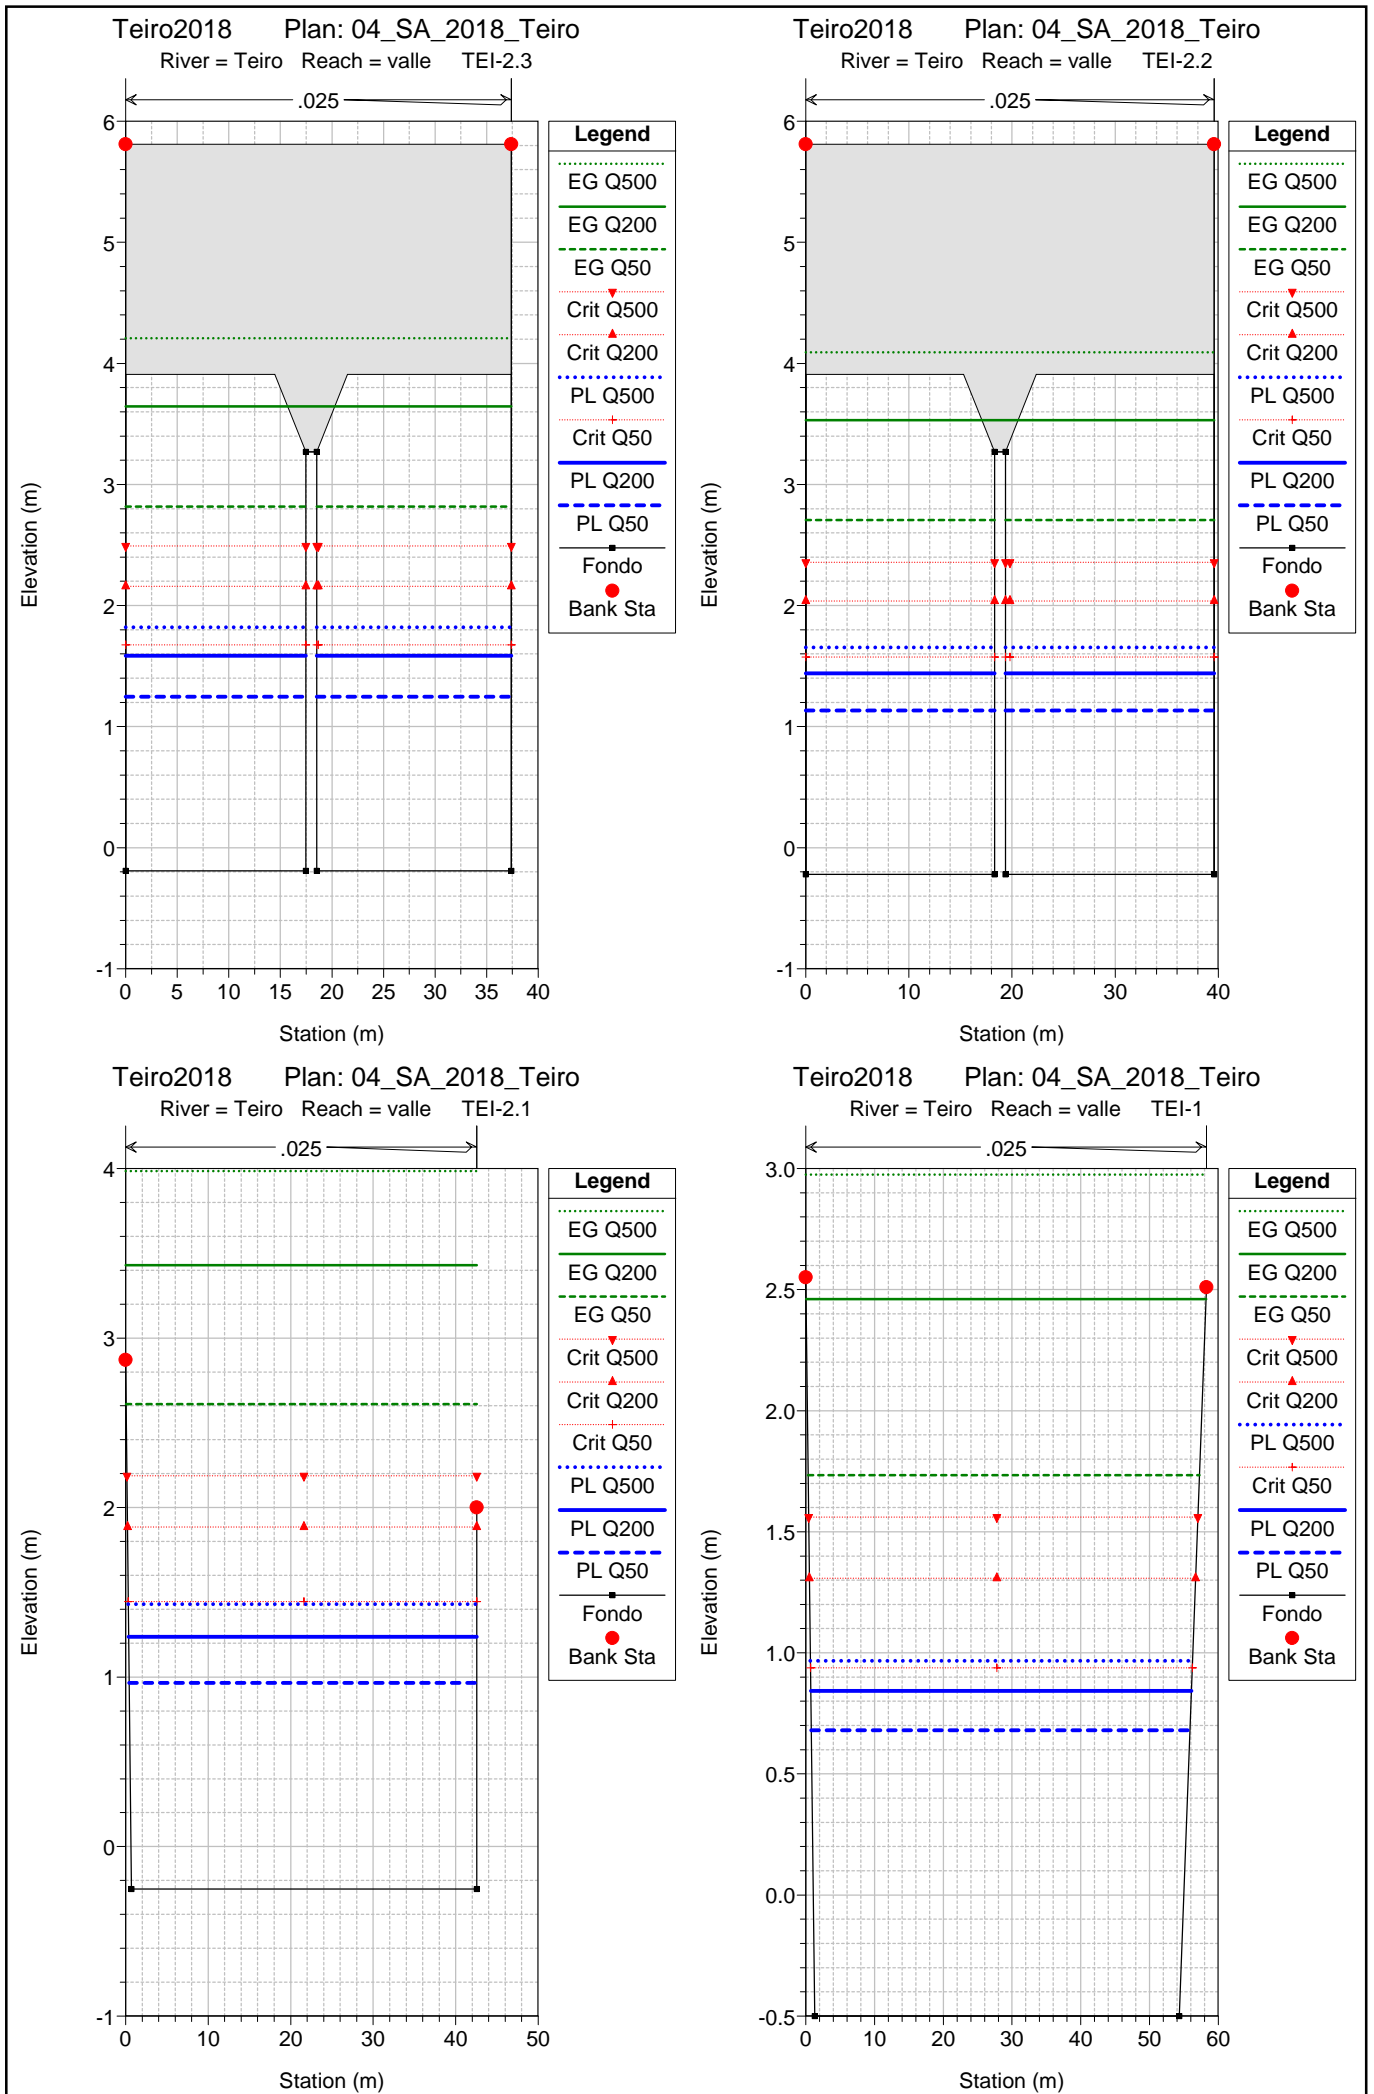 Teiro2018 Plan: 04_SA_2018_Teiro
River = Teiro Reach = valle TEI-2.3
.025
6
5
4
3
2
1
0
-1
0 5 10 15 20 25 30 35 40
Elevation (m)
Station (m)
Legend
EG Q500
EG Q200
EG Q50
Crit Q500
Crit Q200
PL Q500
Crit Q50
PL Q200
PL Q50
Fondo
Bank Sta
Teiro2018 Plan: 04_SA_2018_Teiro
River = Teiro Reach = valle TEI-2.2
.025
6
5
4
3
2
1
0
-1
0 10 20 30 40
Elevation (m)
Station (m)
Legend
EG Q500
EG Q200
EG Q50
Crit Q500
Crit Q200
PL Q500
Crit Q50
PL Q200
PL Q50
Fondo
Bank Sta
Teiro2018 Plan: 04_SA_2018_Teiro
River = Teiro Reach = valle TEI-2.1
.025
4
3
2
1
0
-1
0 10 20 30 40 50
Elevation (m)
Station (m)
Legend
EG Q500
EG Q200
EG Q50
Crit Q500
Crit Q200
Crit Q50
PL Q500
PL Q200
PL Q50
Fondo
Bank Sta
Teiro2018 Plan: 04_SA_2018_Teiro
River = Teiro Reach = valle TEI-1
.025
3.0
2.5
2.0
1.5
1.0
0.5
0.0
-0.5
0 10 20 30 40 50 60
Elevation (m)
Station (m)
Legend
EG Q500
EG Q200
EG Q50
Crit Q500
Crit Q200
PL Q500
Crit Q50
PL Q200
PL Q50
Fondo
Bank Sta